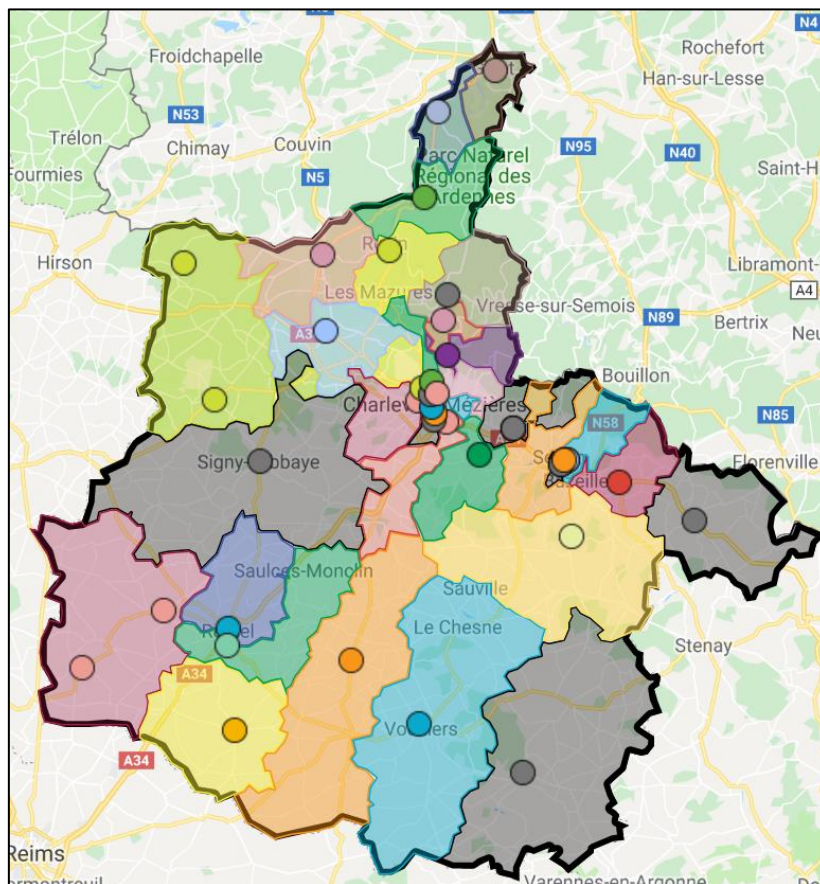 N4
Froidchapelle
Rochefort
Han-sur-Lesse
N53
Trélon
Chimay
Couvin
N95
N40
Fourmies
N5
Parc Naturel
Régional des
Ardennes
Saint-H
Hirson
Libramont-
A4
Les Mazures
Vresse-sur-Semois
N89
Bertrix
Neu
Bouillon
N85
Charlev
Mézières
N58
Signy-
baye
Florenville
Bazeille
Saulces-Monclin
Sauville
Le Chesne
Stenay
A34
A34
Reims
Varennes-en-Argonne